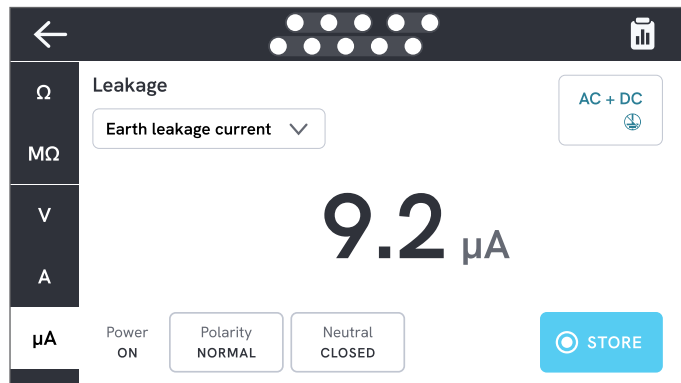 Ω
Leakage
AC + DC
Earth leakage current
MΩ
V
9.2 µA
A
µA
Power
ON
Polarity
NORMAL
Neutral
CLOSED
STORE